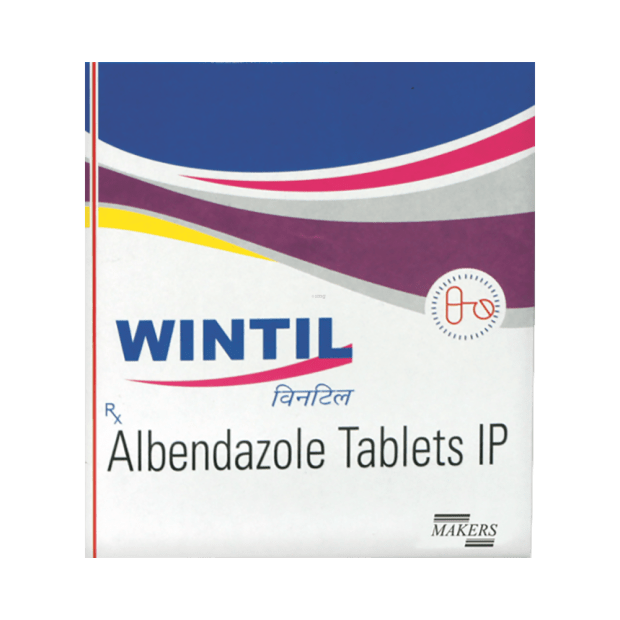 WINTIL
विनटिल
Rx
Albendazole Tablets IP
MAKERS